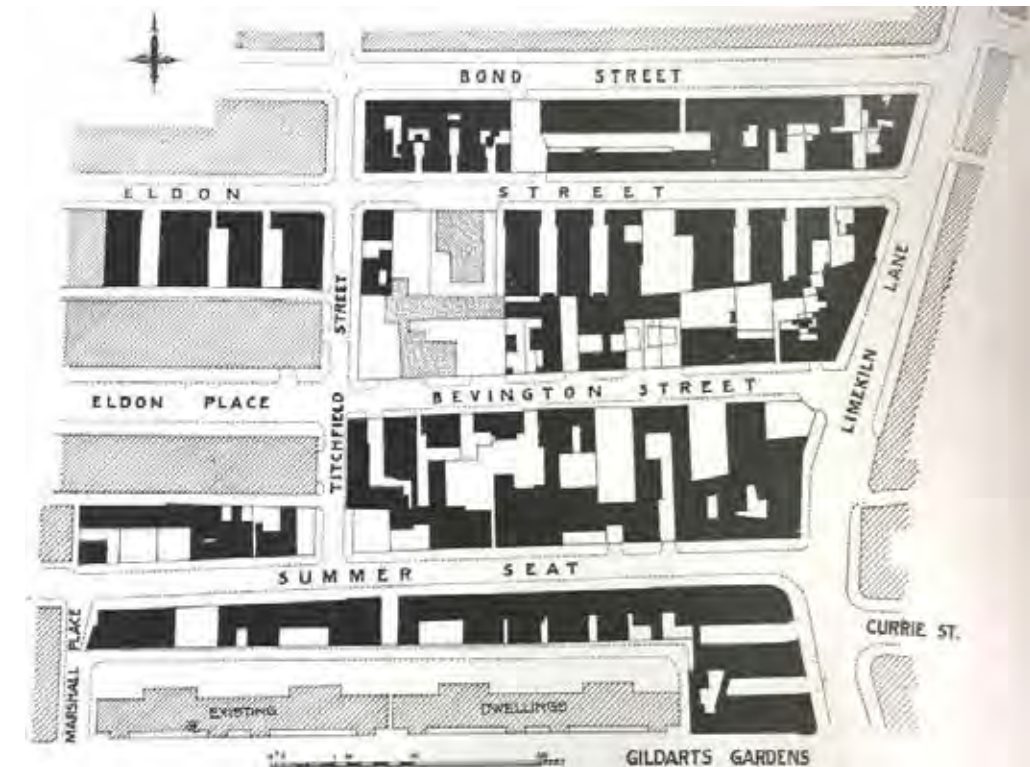 BOND STREET
ELDON STREET
LIMEKILN LANE
TITCHFIELD STREET
BEVINGTON STREET
ELDON PLACE
SUMMER SEAT
CURRIE ST.
MARSHALL PLACE
EXISTING DWELLINGS
GILDARTS GARDENS